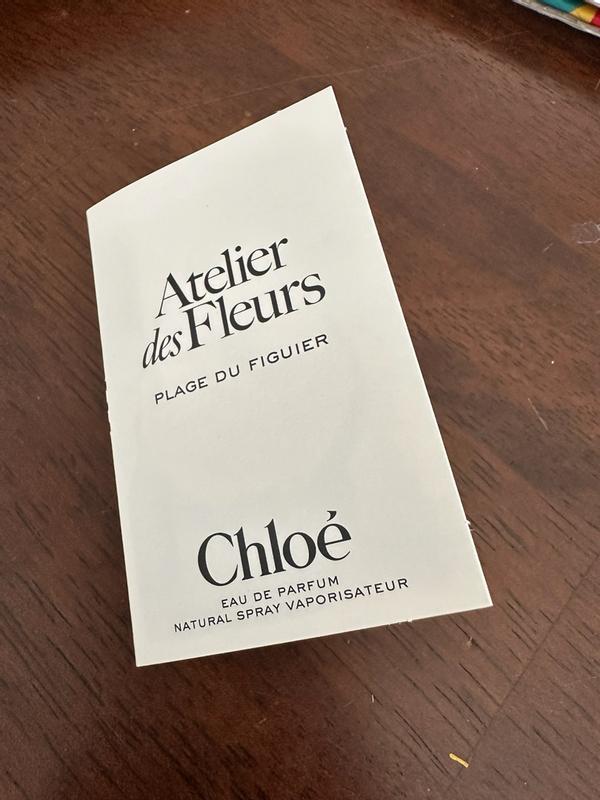 Atelier
des Fleurs
PLAGE DU FIGUIER
Chloé
EAU DE PARFUM
NATURAL SPRAY VAPORISATEUR